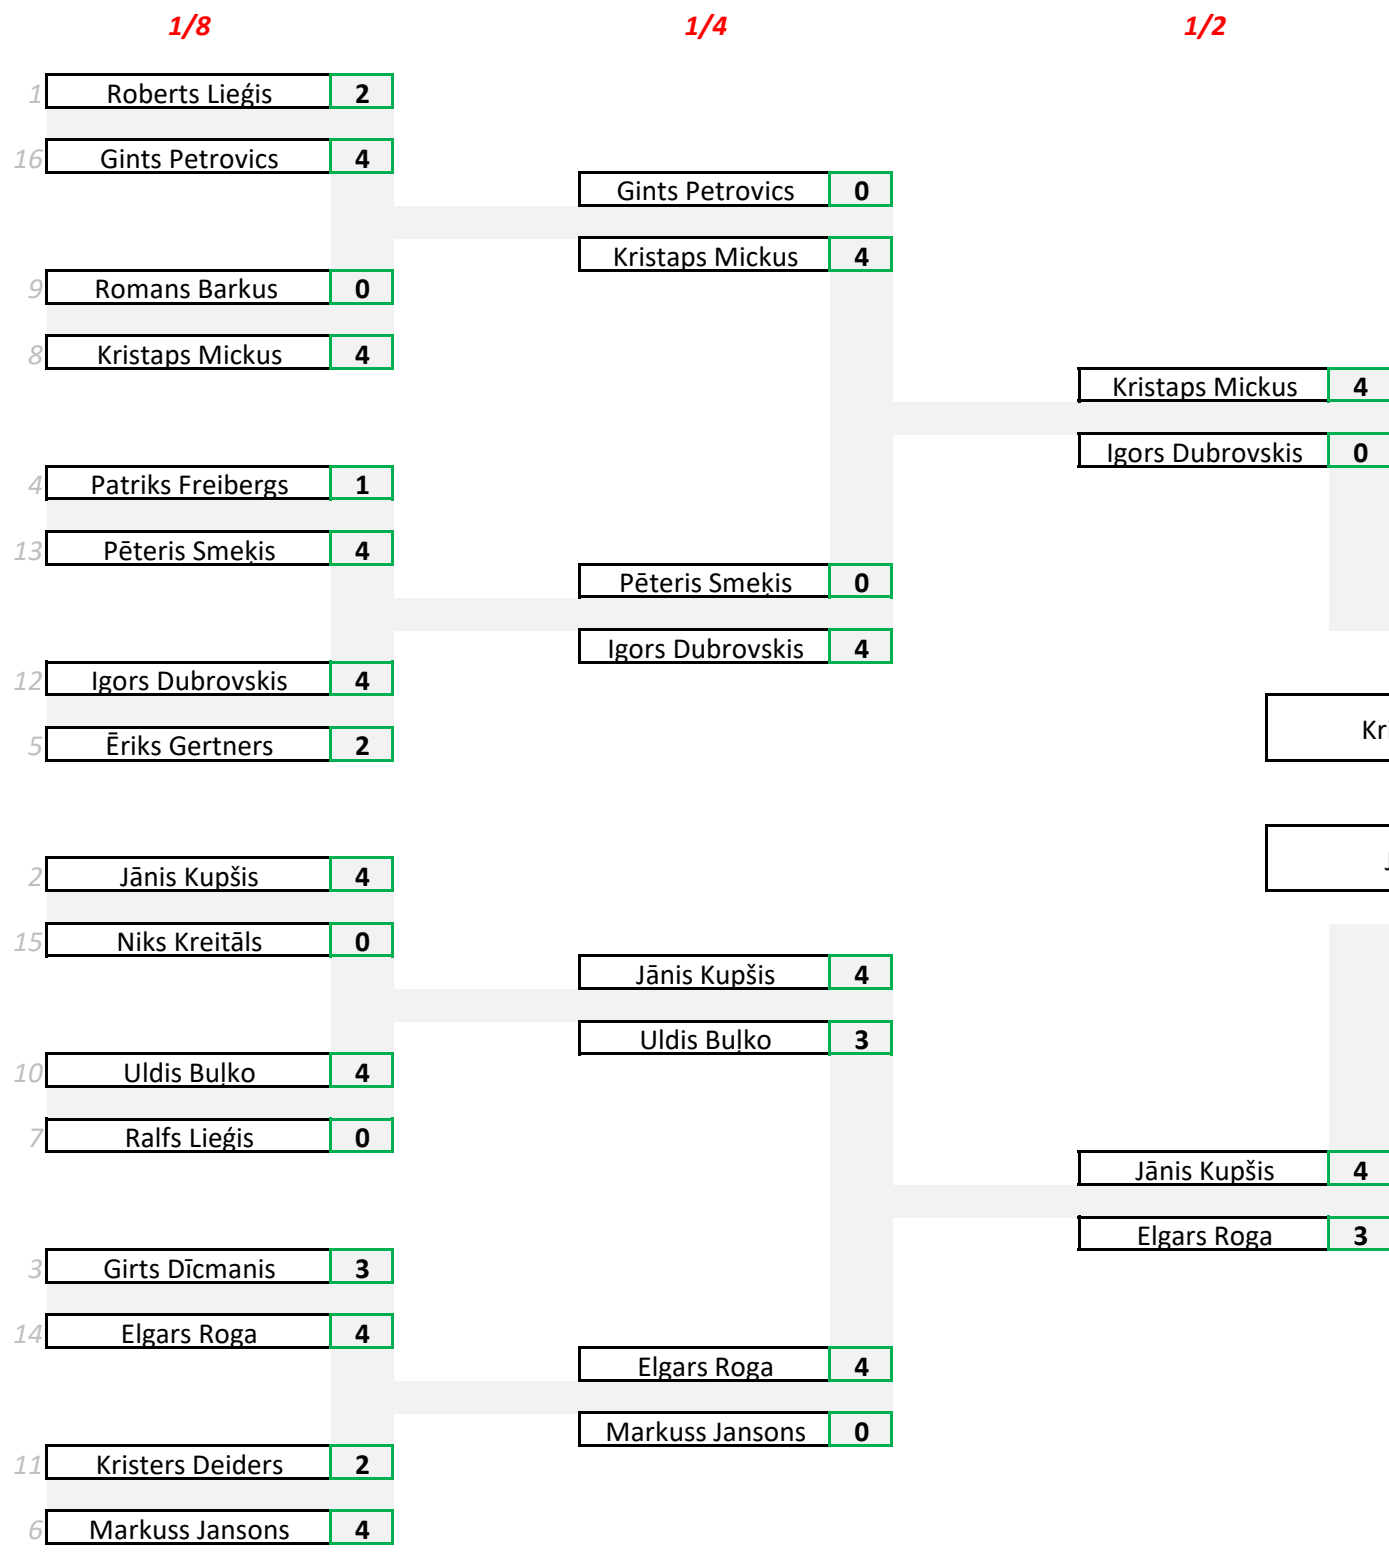 1/8 1/4 1/2
1 Roberts Lieģis 2
16 Gints Petrovics 4
Gints Petrovics 0
Kristaps Mickus 4
9 Romans Barkus 0
8 Kristaps Mickus 4
Kristaps Mickus 4
Igors Dubrovskis 0
4 Patriks Freibergs 1
13 Pēteris Smeķis 4
Pēteris Smeķis 0
Igors Dubrovskis 4
12 Igors Dubrovskis 4
5 Ēriks Gertners 2
Kri
2 Jānis Kupšis 4
15 Niks Kreitāls 0
Jānis Kupšis 4
Uldis Buļko 3
10 Uldis Buļko 4
7 Ralfs Lieģis 0
Jānis Kupšis 4
Elgars Roga 3
3 Girts Dīcmanis 3
14 Elgars Roga 4
Elgars Roga 4
Markuss Jansons 0
11 Kristers Deiders 2
6 Markuss Jansons 4